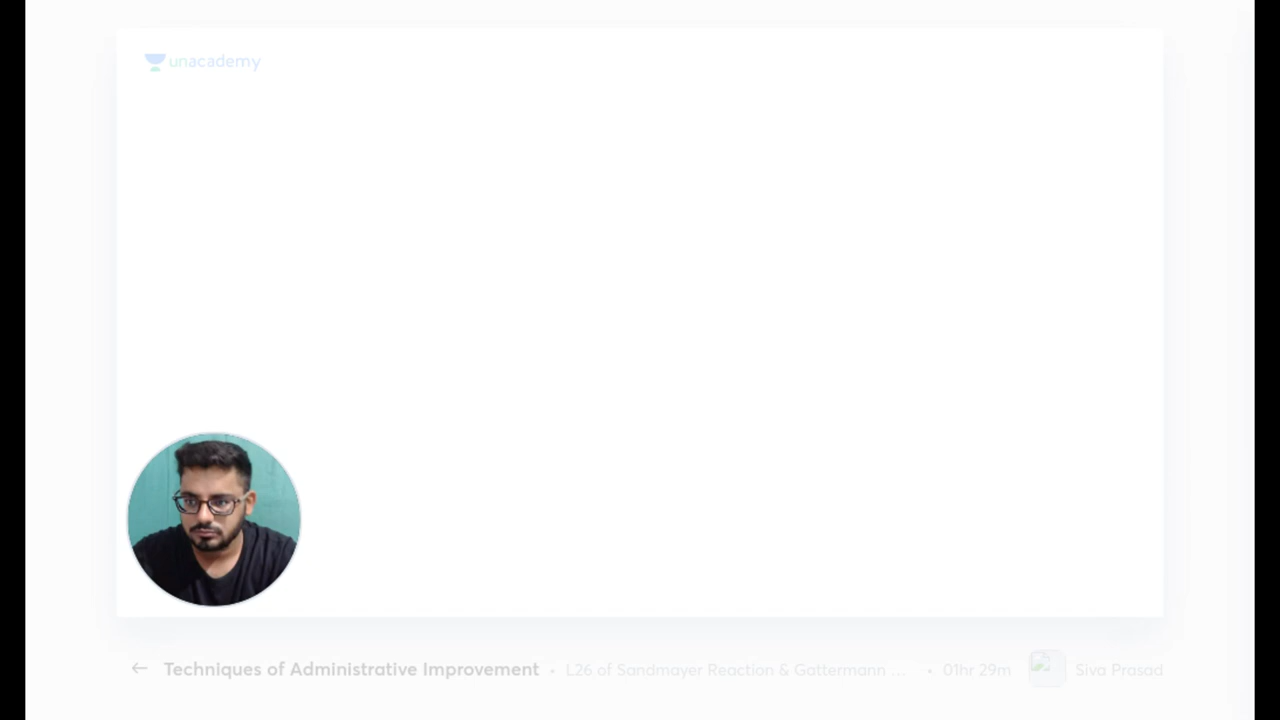 unacademy
← Techniques of Administrative Improvement • L26 of Sandmayer Reaction & Gattermann ... • 01hr 29m Siva Prasad